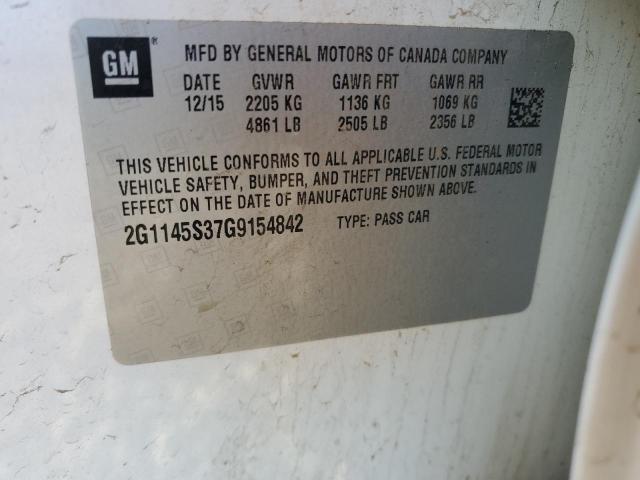 GM ®
MFD BY GENERAL MOTORS OF CANADA COMPANY
DATE GVWR GAWR FRT GAWR RR
12/15 2205 KG 1136 KG 1069 KG
4861 LB 2505 LB 2356 LB
THIS VEHICLE CONFORMS TO ALL APPLICABLE U.S. FEDERAL MOTOR
VEHICLE SAFETY, BUMPER, AND THEFT PREVENTION STANDARDS IN
EFFECT ON THE DATE OF MANUFACTURE SHOWN ABOVE.
2G1145S37G9154842 TYPE: PASS CAR